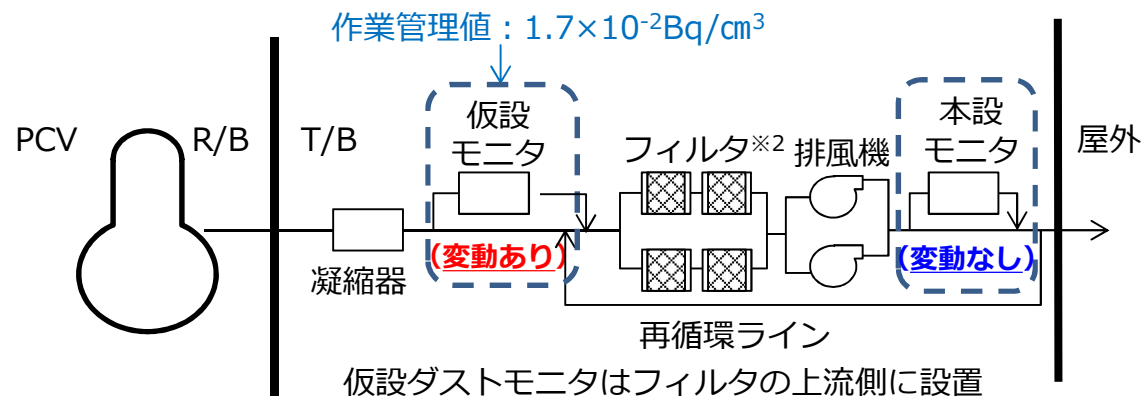 作業管理値：1.7×10⁻²Bq/㎝³
PCV
R/B
T/B
仮設
モニタ
フィルタ※2
排風機
本設
モニタ
屋外
凝縮器
（変動あり）
（変動なし）
再循環ライン
仮設ダストモニタはフィルタの上流側に設置